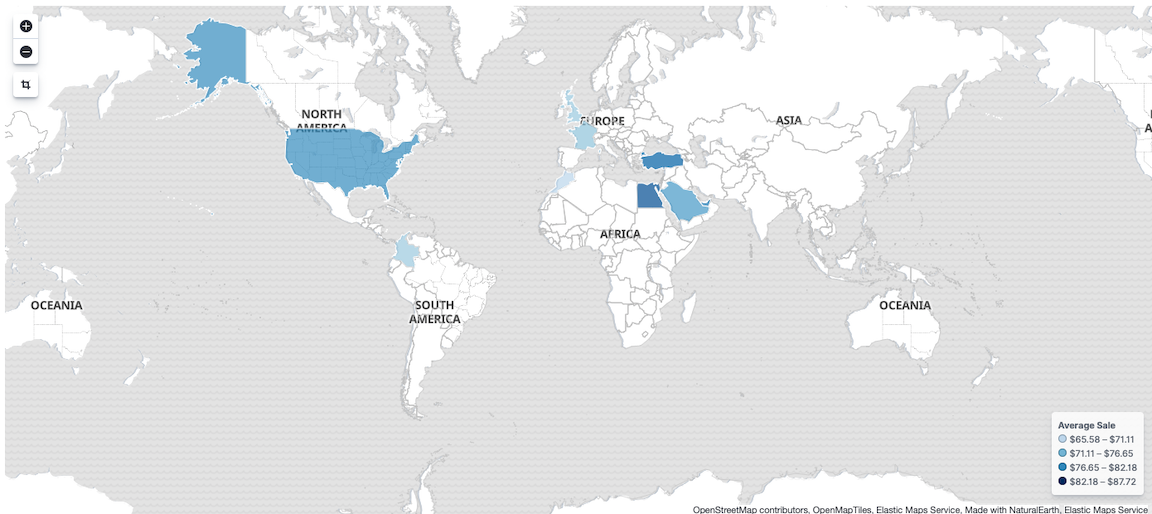 NORTH
AMERICA
EUROPE
ASIA
AFRICA
OCEANIA
SOUTH
AMERICA
OCEANIA
Average Sale
$65.58 – $71.11
$71.11 – $76.65
$76.65 – $82.18
$82.18 – $87.72
OpenStreetMap contributors, OpenMapTiles, Elastic Maps Service, Made with NaturalEarth, Elastic Maps Service